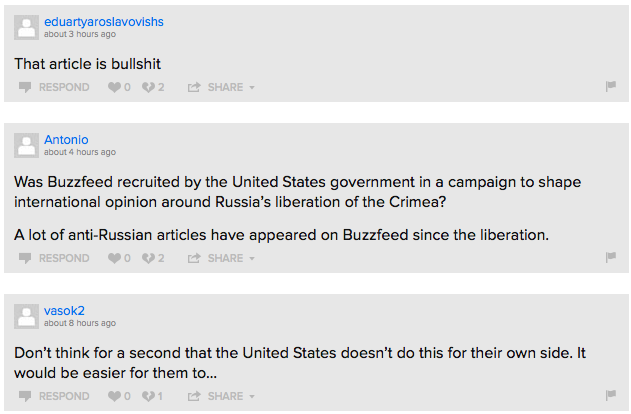 eduartyaroslavovishs
about 3 hours ago
That article is bullshit
RESPOND 0 2 SHARE
Antonio
about 4 hours ago
Was Buzzfeed recruited by the United States government in a campaign to shape
international opinion around Russia's liberation of the Crimea?
A lot of anti-Russian articles have appeared on Buzzfeed since the liberation.
RESPOND 0 2 SHARE
vasok2
about 8 hours ago
Don't think for a second that the United States doesn't do this for their own side. It
would be easier for them to...
RESPOND 0 1 SHARE